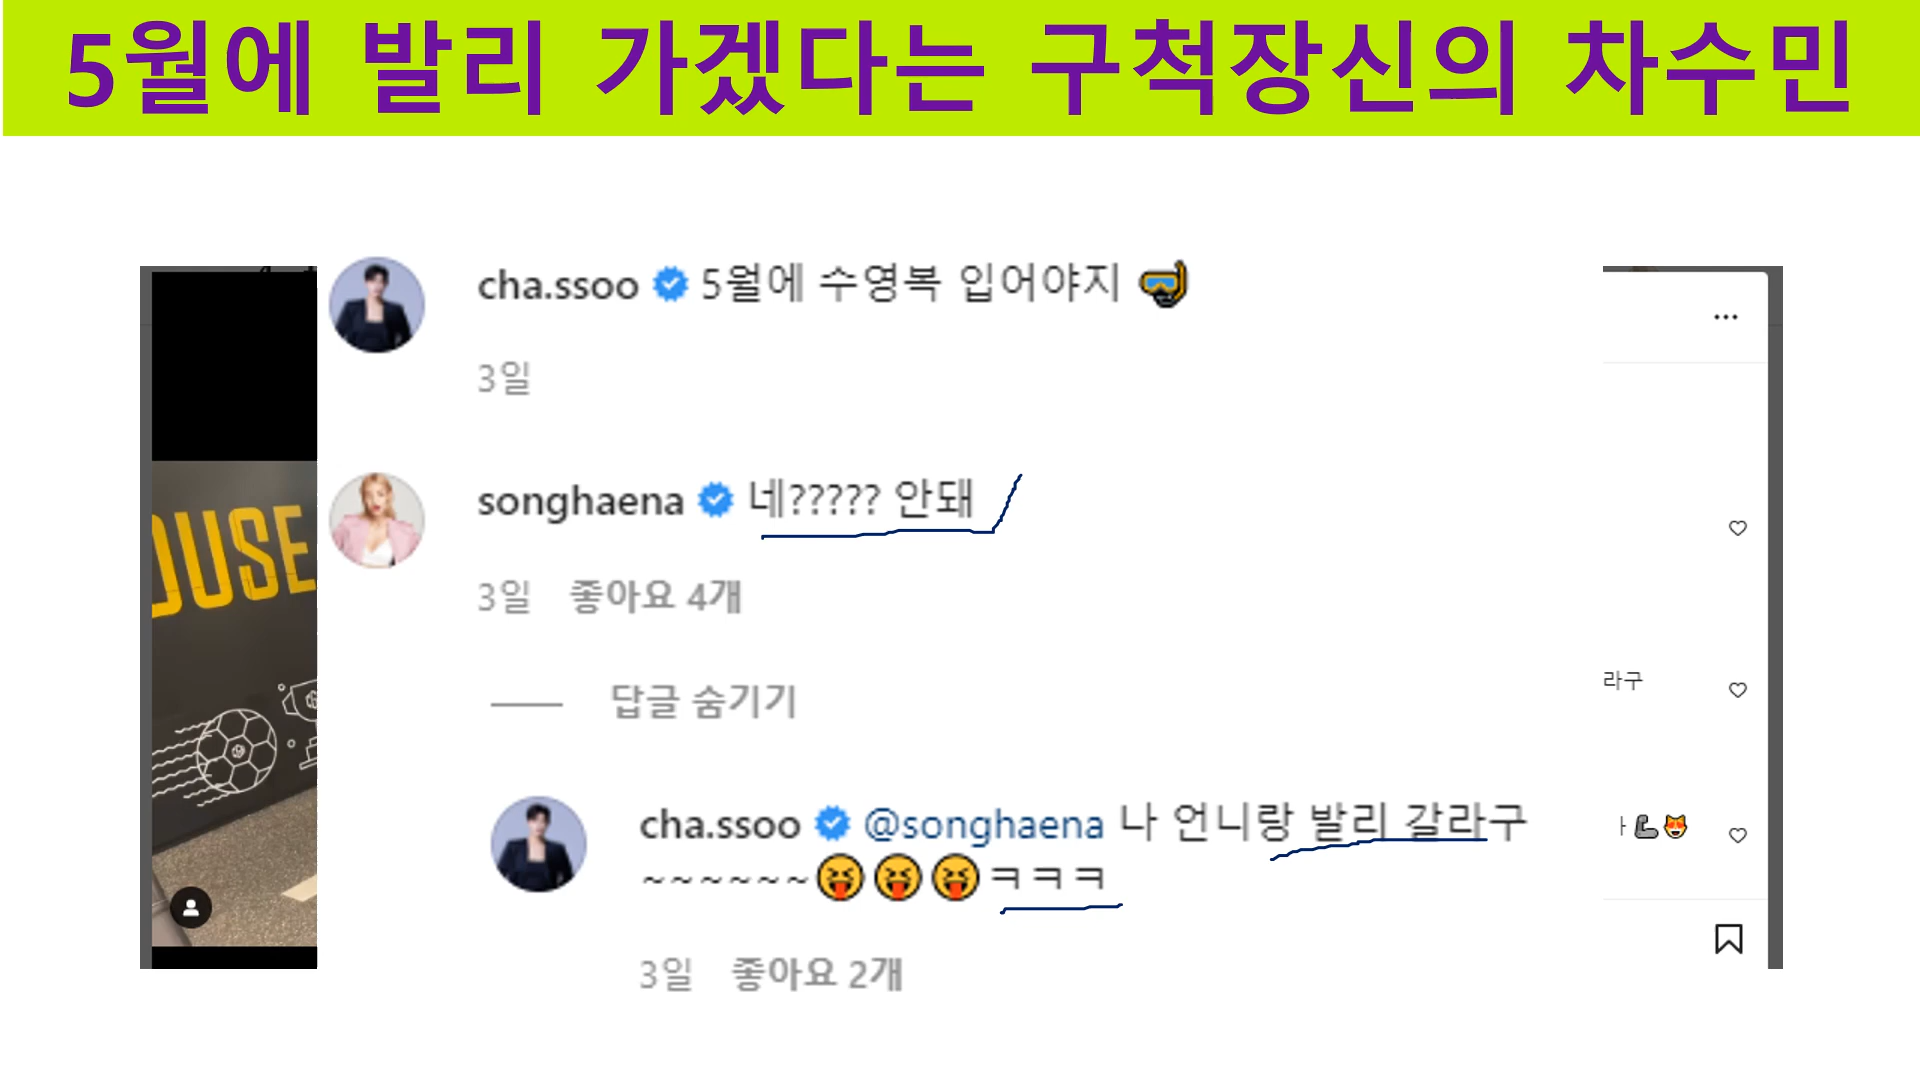 5월에 발리 가겠다는 구척장신의 차수민
cha.ssoo 5월에 수영복 입어야지 🤿
3일
songhaena 네????? 안돼
3일 좋아요 4개
답글 숨기기
cha.ssoo @songhaena 나 언니랑 발리 갈라구
~~~~~~😝😝😝ㅋㅋㅋ
3일 좋아요 2개
OUSE
라구
ㅏ💪😻